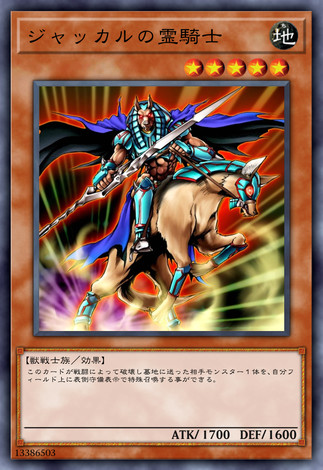 ジャッカルの霊騎士
地
【獣戦士族／効果】
このカードが戦闘によって破壊し墓地に送った相手モンスター１体を、自分
フィールド上に表側守備表示で特殊召喚する事ができる。
ATK/ 1700 DEF/1600
13386503